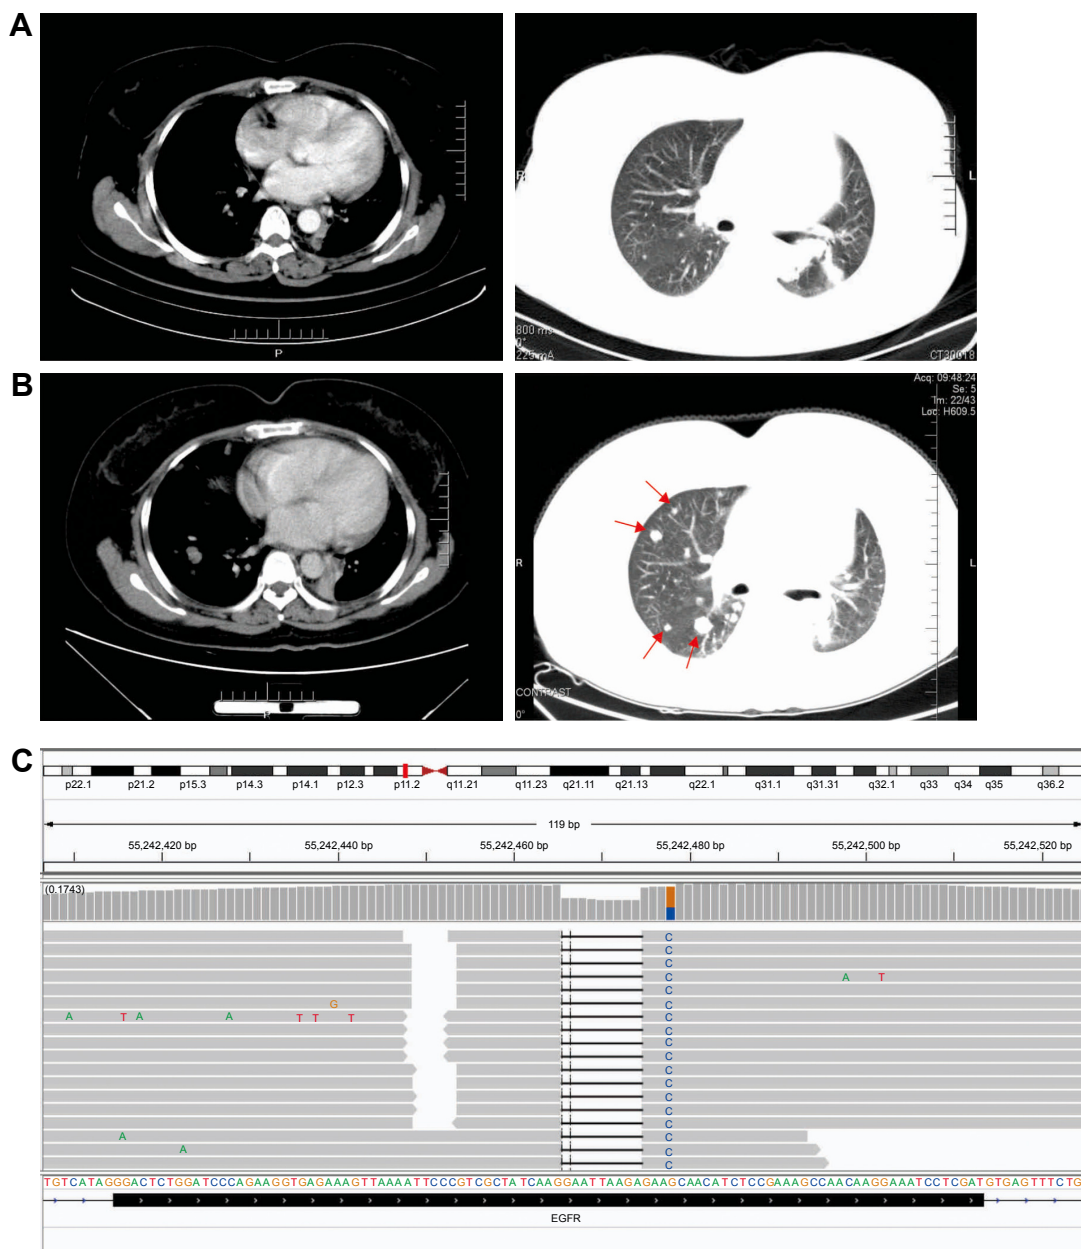 A
P
R
L
800 ms
0°
225 mA
CT30018
B
Acq: 09:48:24
Se: 5
Im: 22/43
Loc: H609.5
R
L
CONTRAST
0°
C
p22.1 p21.2 p15.3 p14.3 p14.1 p12.3 p11.2 q11.21 q11.23 q21.11 q21.13 q22.1 q31.1 q31.31 q32.1 q33 q34 q35 q36.2
119 bp
55,242,420 bp 55,242,440 bp 55,242,460 bp 55,242,480 bp 55,242,500 bp 55,242,520 bp
(0.1743)
C
C
C
C A T
C
G C
A T A A T T T C
C
C
C
C
C
C
C
C
A C
A C
C
TGTCATAGGGACTCTGGATCCCAGAAGGTGAGAAAGTTAAAATTCCCGTCGCTATCAAGGAATTAAGAGAAGCAACATCTCCGAAAGCCAACAAGGAAATCCTCGATGTGAGTTTCTG
EGFR